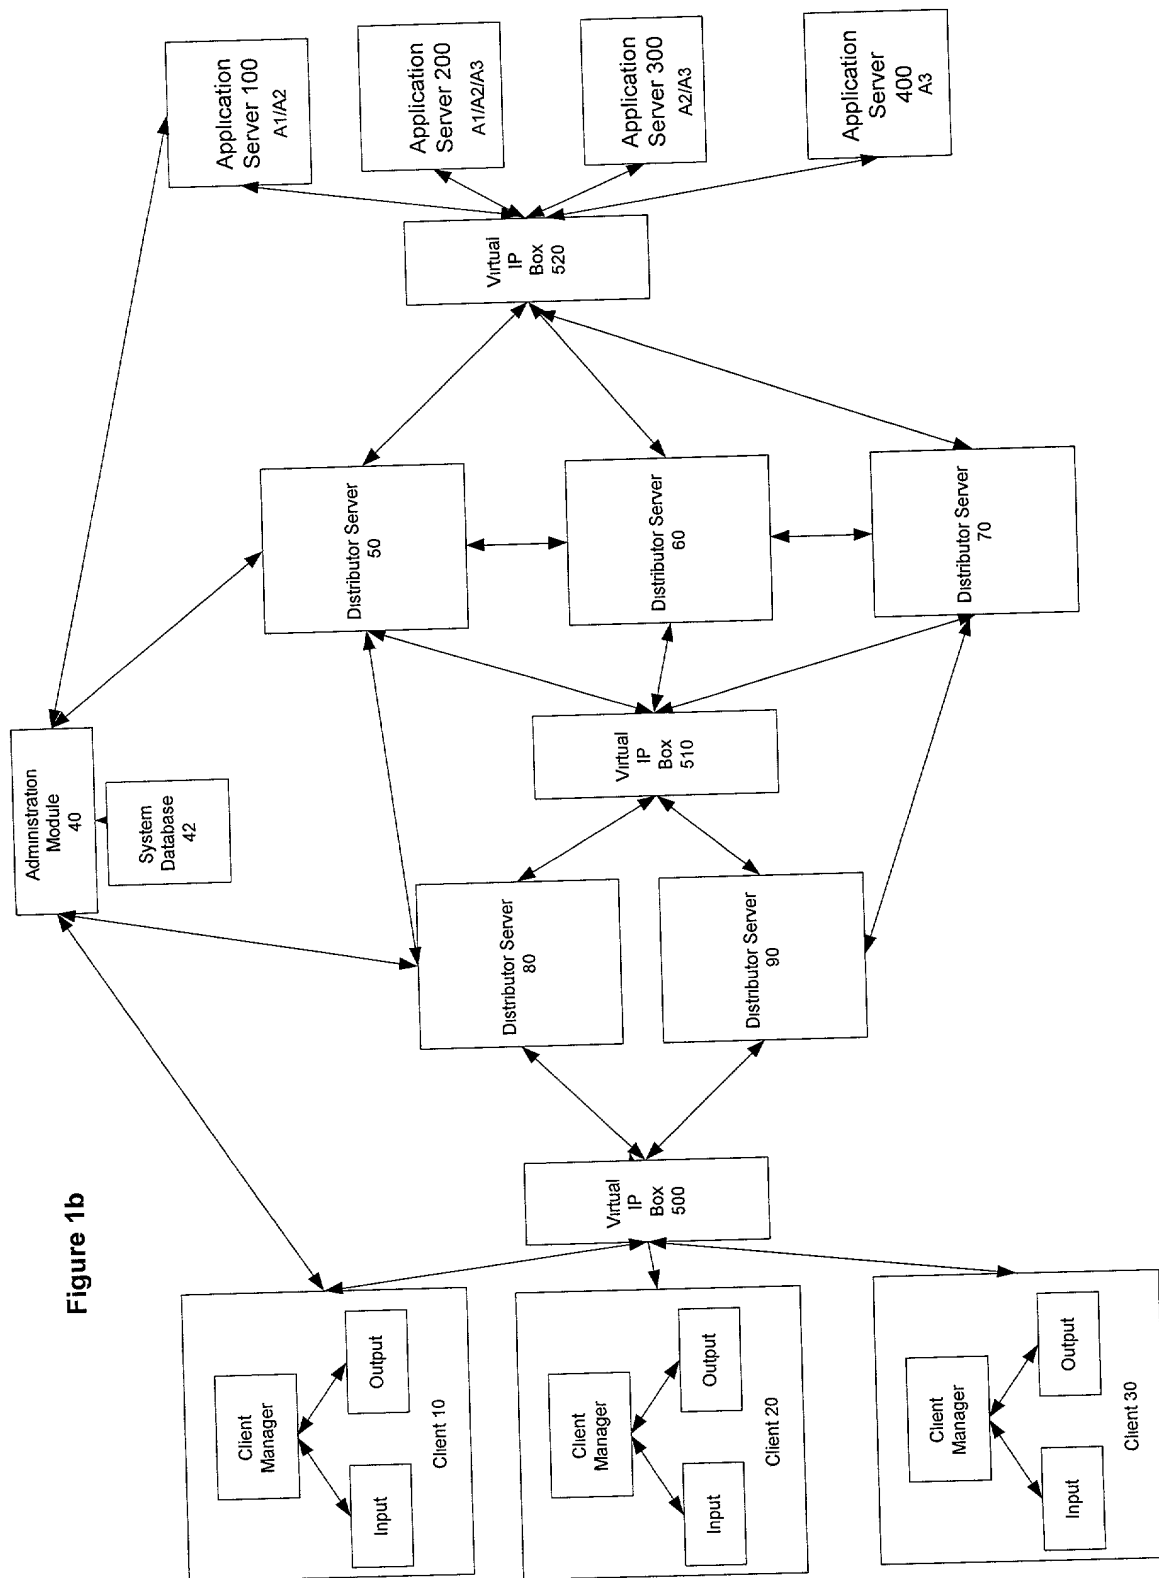 Figure 1b
Administration
Module
40
System
Database
42
Client
Manager
Input
Output
Client 10
Client
Manager
Input
Output
Client 20
Client
Manager
Input
Output
Client 30
Virtual
IP
Box
500
Distributor Server
80
Distributor Server
90
Virtual
IP
Box
510
Distributor Server
50
Distributor Server
60
Distributor Server
70
Virtual
IP
Box
520
Application
Server 100
A1/A2
Application
Server 200
A1/A2/A3
Application
Server 300
A2/A3
Application
Server
400
A3